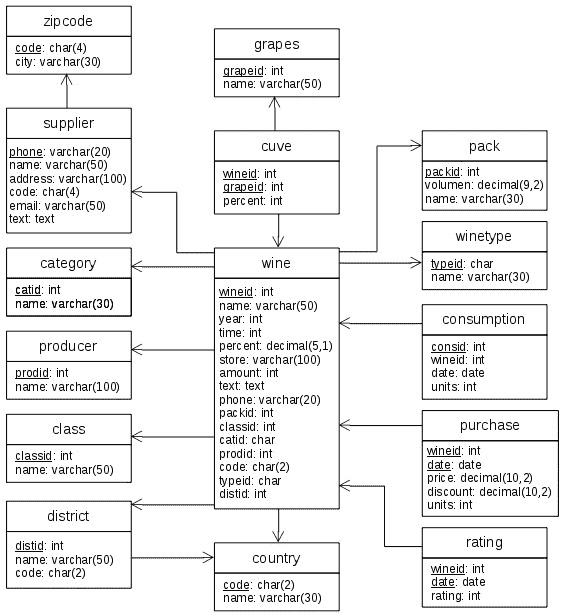 zipcode
code: char(4)
city: varchar(30)
supplier
phone: varchar(20)
name: varchar(50)
address: varchar(100)
code: char(4)
email: varchar(50)
text: text
category
catid: int
name: varchar(30)
producer
prodid: int
name: varchar(100)
class
classid: int
name: varchar(50)
district
distid: int
name: varchar(50)
code: char(2)
grapes
grapeid: int
name: varchar(50)
cuve
wineid: int
grapeid: int
percent: int
wine
wineid: int
name: varchar(50)
year: int
time: int
percent: decimal(5,1)
store: varchar(100)
amount: int
text: text
phone: varchar(20)
packid: int
classid: int
catid: char
prodid: int
code: char(2)
typeid: char
distid: int
country
code: char(2)
name: varchar(30)
pack
packid: int
volumen: decimal(9,2)
name: varchar(30)
winetype
typeid: char
name: varchar(30)
consumption
consid: int
wineid: int
date: date
units: int
purchase
wineid: int
date: date
price: decimal(10,2)
discount: decimal(10,2)
units: int
rating
wineid: int
date: date
rating: int